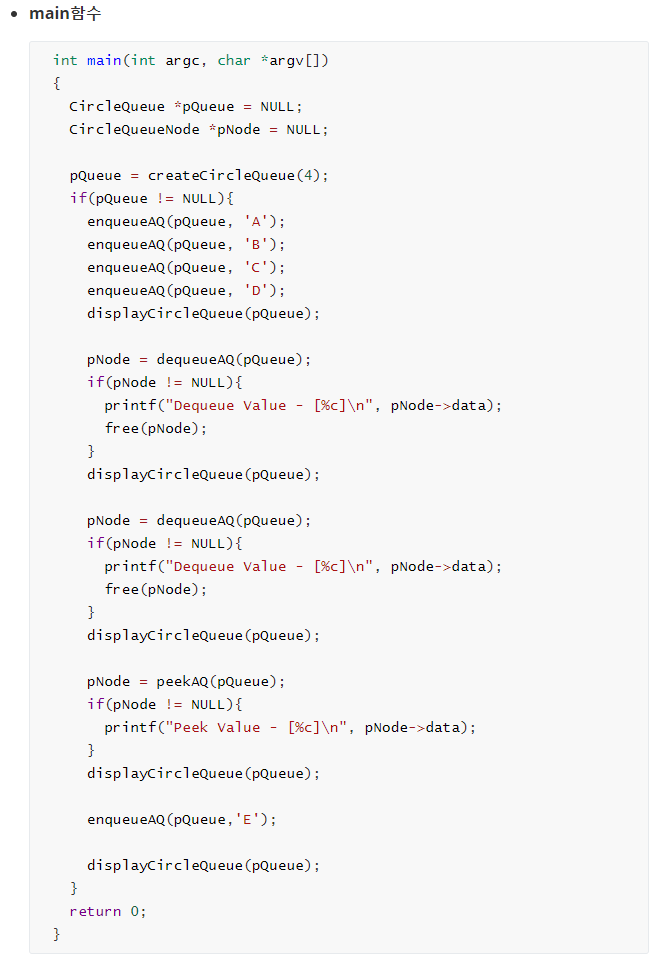 main함수
int main(int argc, char *argv[])
{
  CircleQueue *pQueue = NULL;
  CircleQueueNode *pNode = NULL;

  pQueue = createCircleQueue(4);
  if(pQueue != NULL){
    enqueueAQ(pQueue, 'A');
    enqueueAQ(pQueue, 'B');
    enqueueAQ(pQueue, 'C');
    enqueueAQ(pQueue, 'D');
    displayCircleQueue(pQueue);

    pNode = dequeueAQ(pQueue);
    if(pNode != NULL){
      printf("Dequeue Value - [%c]\n", pNode->data);
      free(pNode);
    }
    displayCircleQueue(pQueue);

    pNode = dequeueAQ(pQueue);
    if(pNode != NULL){
      printf("Dequeue Value - [%c]\n", pNode->data);
      free(pNode);
    }
    displayCircleQueue(pQueue);

    pNode = peekAQ(pQueue);
    if(pNode != NULL){
      printf("Peek Value - [%c]\n", pNode->data);
    }
    displayCircleQueue(pQueue);

    enqueueAQ(pQueue,'E');

    displayCircleQueue(pQueue);
  }
  return 0;
}